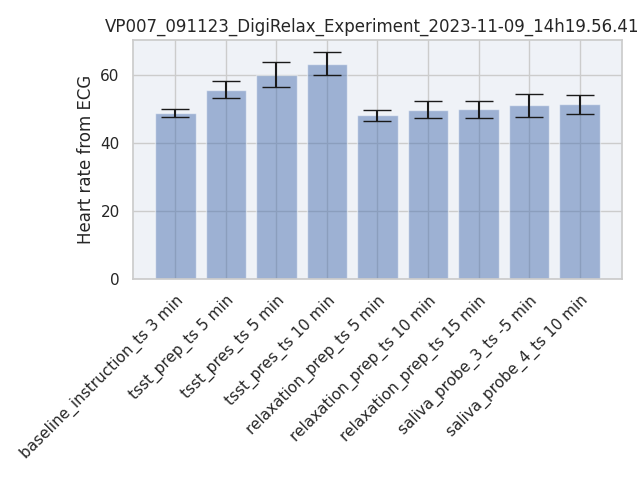 VP007_091123_DigiRelax_Experiment_2023-11-09_14h19.56.41
Heart rate from ECG
60
40
20
0
baseline_instruction_ts 3 min
tsst_prep_ts 5 min
tsst_pres_ts 5 min
tsst_pres_ts 10 min
relaxation_prep_ts 5 min
relaxation_prep_ts 10 min
relaxation_prep_ts 15 min
saliva_probe_3_ts -5 min
saliva_probe_4_ts 10 min